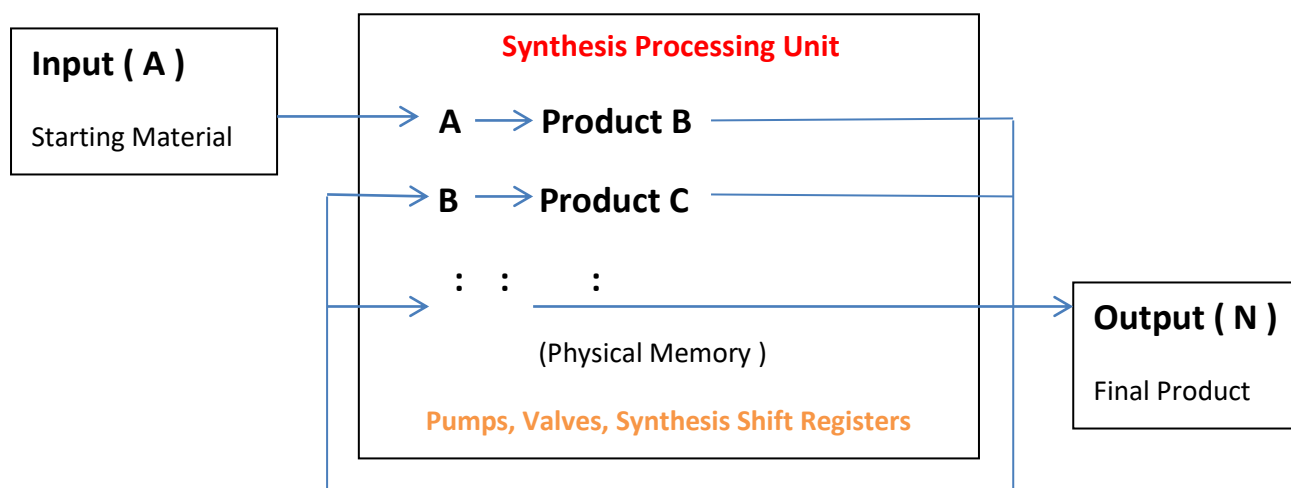 Synthesis Processing Unit
Input ( A )
Starting Material
A
Product B
B
Product C
: : :
(Physical Memory )
Pumps, Valves, Synthesis Shift Registers
Output ( N )
Final Product